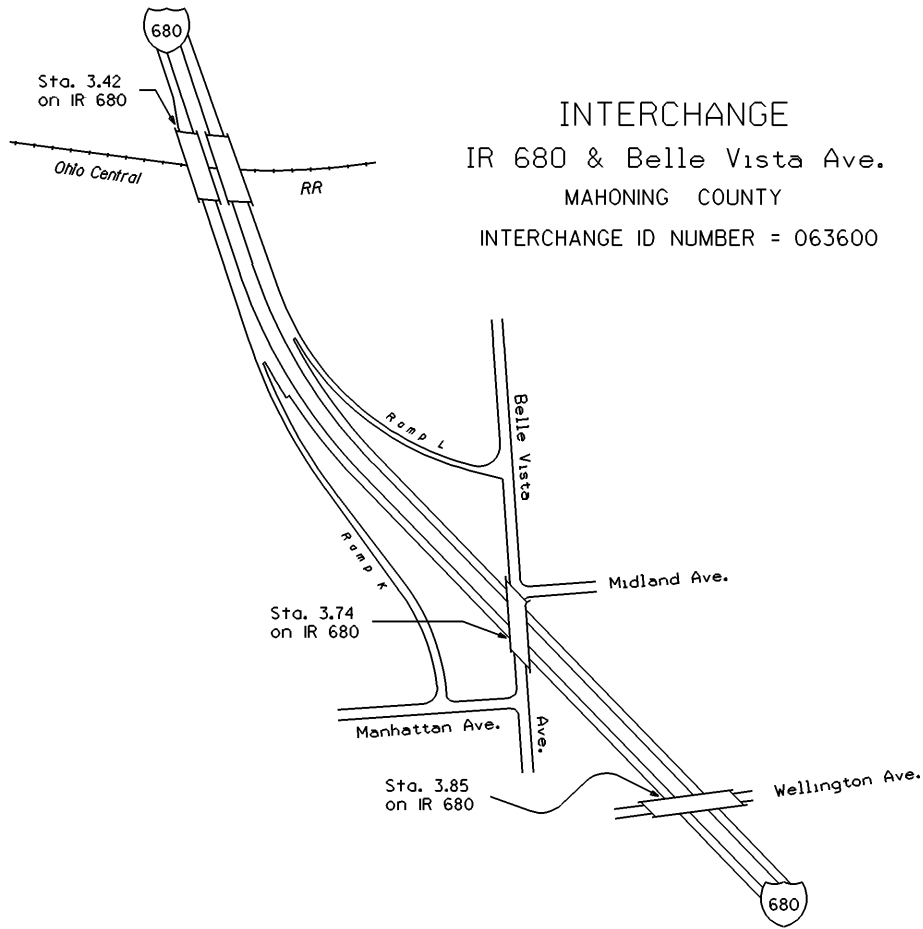 680
Sta. 3.42
on IR 680
INTERCHANGE
IR 680 & Belle Vista Ave.
MAHONING COUNTY
INTERCHANGE ID NUMBER = 063600
Ohio Central
RR
Ramp L
Belle Vista
Ramp K
Midland Ave.
Sta. 3.74
on IR 680
Manhattan Ave.
Ave.
Sta. 3.85
on IR 680
Wellington Ave.
680